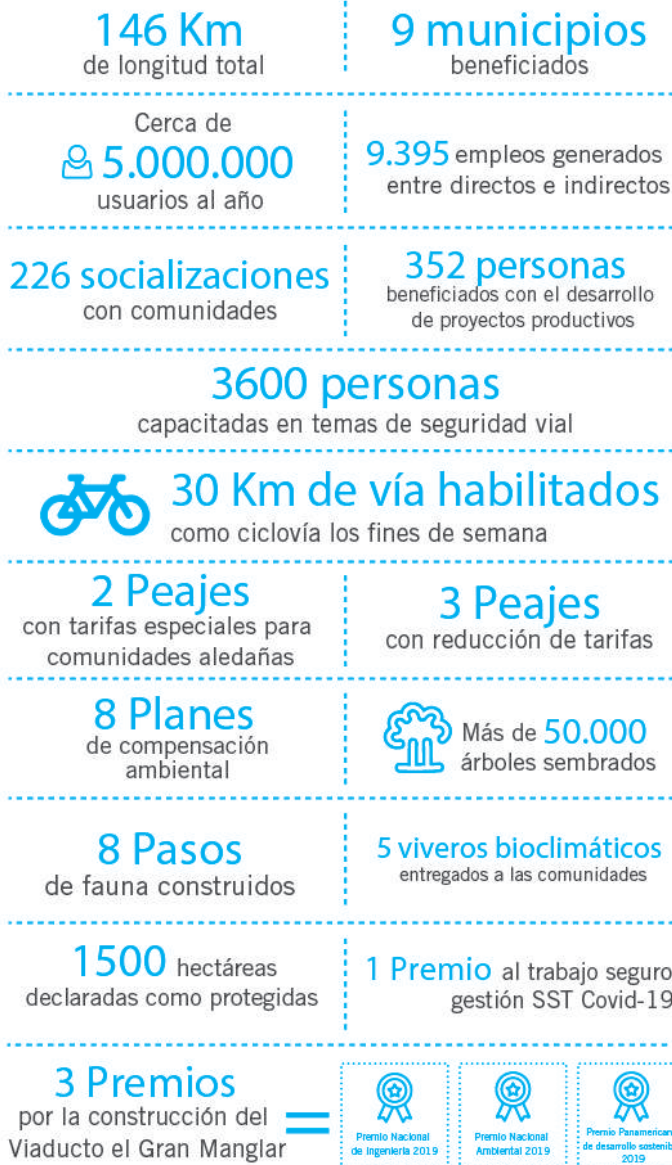 146 Km
de longitud total
9 municipios
beneficiados
Cerca de
5.000.000
usuarios al año
9.395 empleos generados
entre directos e indirectos
226 socializaciones
con comunidades
352 personas
beneficiados con el desarrollo
de proyectos productivos
3600 personas
capacitadas en temas de seguridad vial
30 Km de vía habilitados
como ciclovía los fines de semana
2 Peajes
con tarifas especiales para
comunidades aledañas
3 Peajes
con reducción de tarifas
8 Planes
de compensación
ambiental
Más de 50.000
árboles sembrados
8 Pasos
de fauna construidos
5 viveros bioclimáticos
entregados a las comunidades
1500 hectáreas
declaradas como protegidas
1 Premio al trabajo seguro
gestión SST Covid-19
3 Premios
por la construcción del
Viaducto el Gran Manglar
=
Premio Nacional
de Ingeniería 2019
Premio Nacional
Ambiental 2019
Premio Panamerican
de desarrollo sostenib
2019